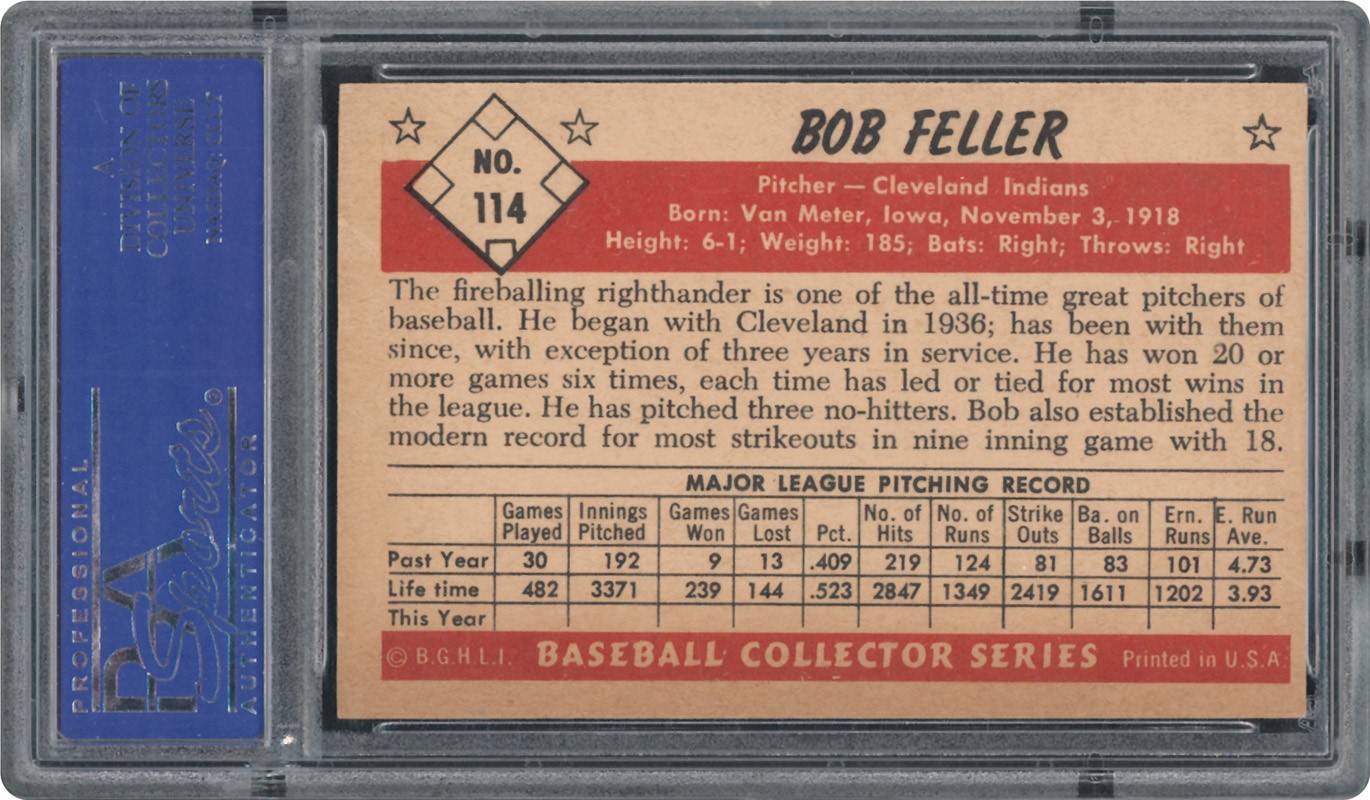 A
DIVISION OF
COLLECTORS
UNIVERSE
NASDAQ: CLCT
PROFESSIONAL
PSA
Sports®
AUTHENTICATOR
NO.
114
BOB FELLER
Pitcher — Cleveland Indians
Born: Van Meter, Iowa, November 3, 1918
Height: 6-1; Weight: 185; Bats: Right; Throws: Right
The fireballing righthander is one of the all-time great pitchers of
baseball. He began with Cleveland in 1936; has been with them
since, with exception of three years in service. He has won 20 or
more games six times, each time has led or tied for most wins in
the league. He has pitched three no-hitters. Bob also established the
modern record for most strikeouts in nine inning game with 18.
MAJOR LEAGUE PITCHING RECORD
Games Innings Games Games No. of No. of Strike Ba. on Ern. E. Run
Played Pitched Won Lost Pct. Hits Runs Outs Balls Runs Ave.
Past Year 30 192 9 13 .409 219 124 81 83 101 4.73
Life time 482 3371 239 144 .523 2847 1349 2419 1611 1202 3.93
This Year
© B.G.H L.I. BASEBALL COLLECTOR SERIES Printed in U.S.A.